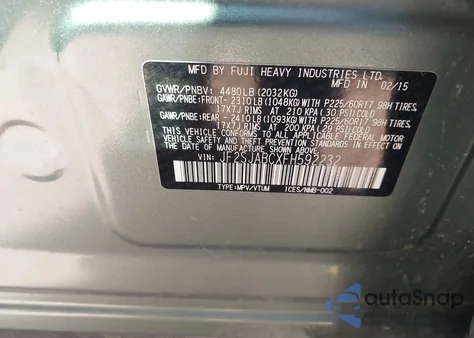 MFD BY FUJI HEAVY INDUSTRIES LTD.
MFD IN 02/15
GVWR/PNBV: 4480LB (2032KG)
GAWR/PNBE: FRONT- 2310LB (1048KG) WITH P225/60R17 98H TIRES,
17X7J RIMS AT 210 KPA (30 PSI) COLD
GAWR/PNBE: REAR - 2410LB (1093KG) WITH P225/60R17 98H TIRES,
17X7J RIMS AT 200 KPA (29 PSI) COLD
THIS VEHICLE CONFORMS TO ALL APPLICABLE
FEDERAL MOTOR VEHICLE SAFETY STANDARDS IN EFFECT ON THE
DATE OF MANUFACTURE SHOWN ABOVE.
VIN: JF2SJABCXFH592232
TYPE: MPV/VTUM ICES/NMB-002
autoSnap